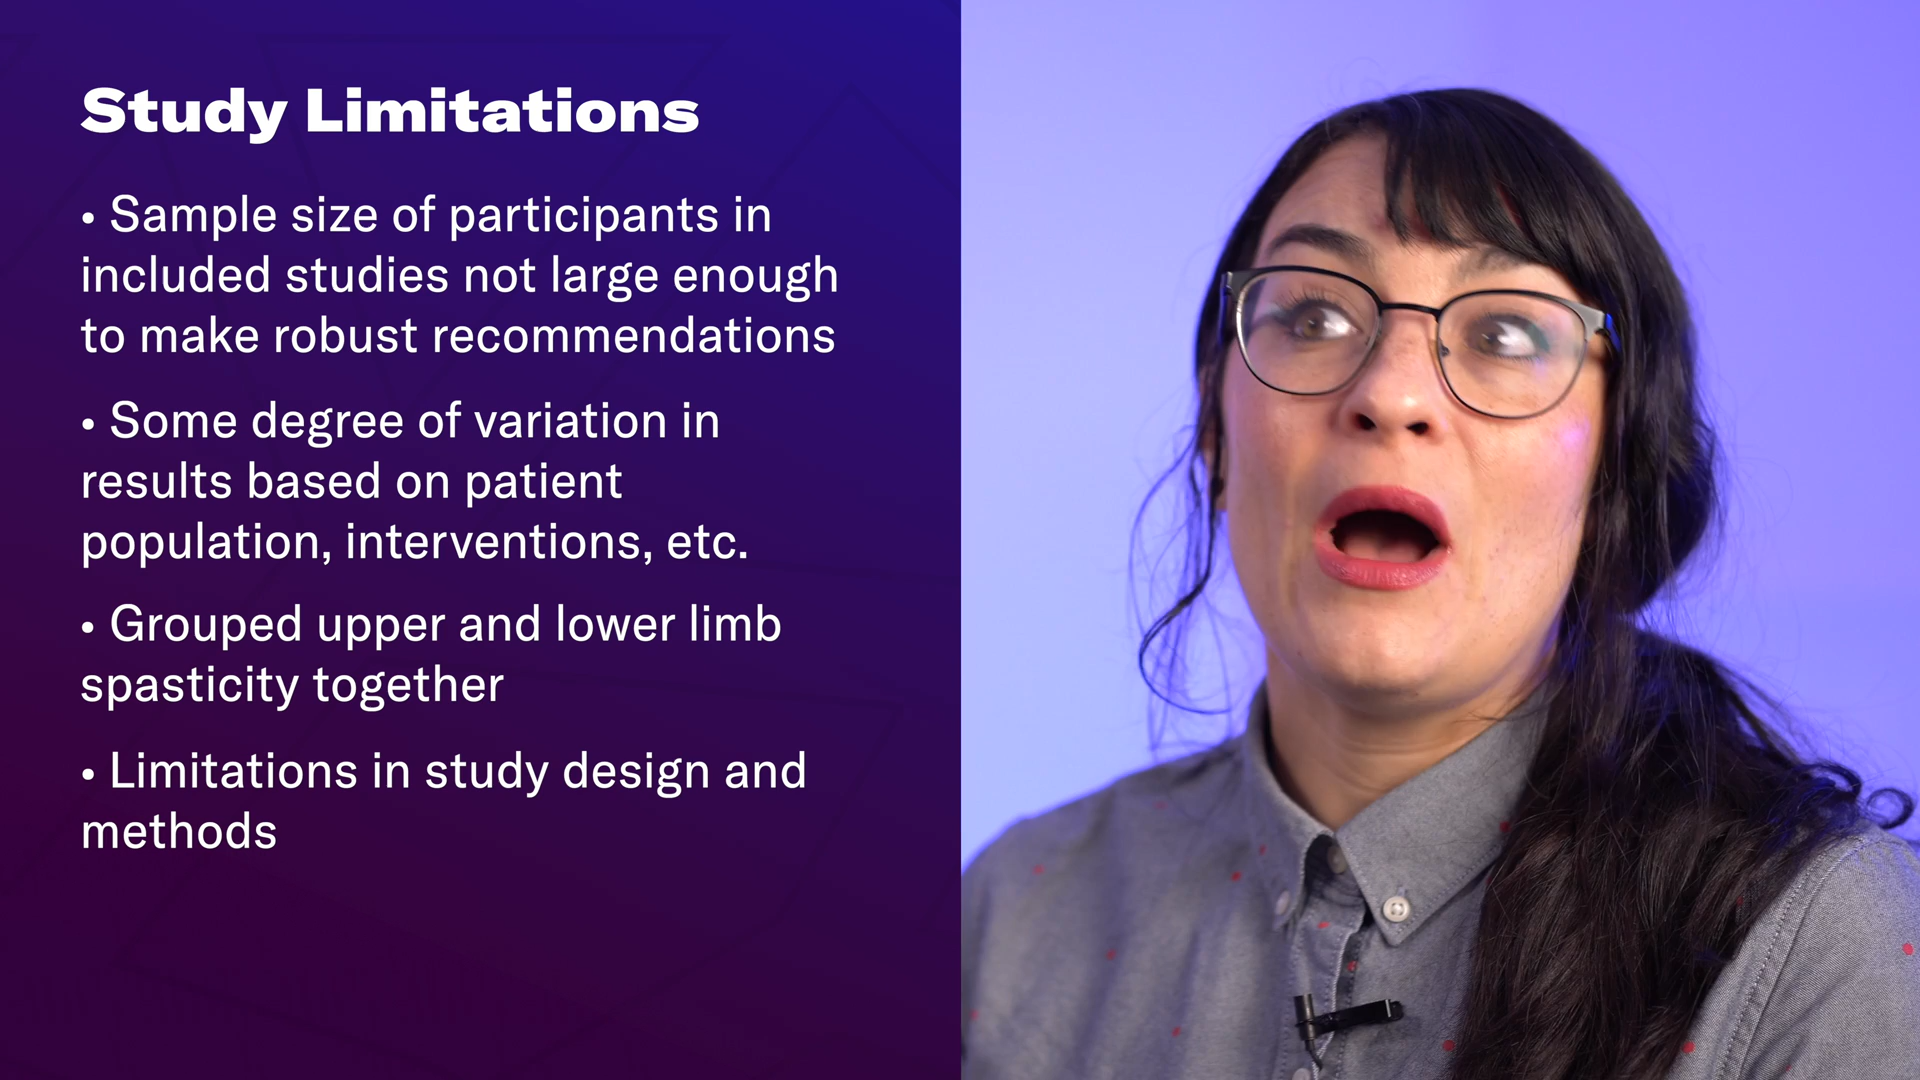 Study Limitations
• Sample size of participants in
included studies not large enough
to make robust recommendations
• Some degree of variation in
results based on patient
population, interventions, etc.
• Grouped upper and lower limb
spasticity together
• Limitations in study design and
methods